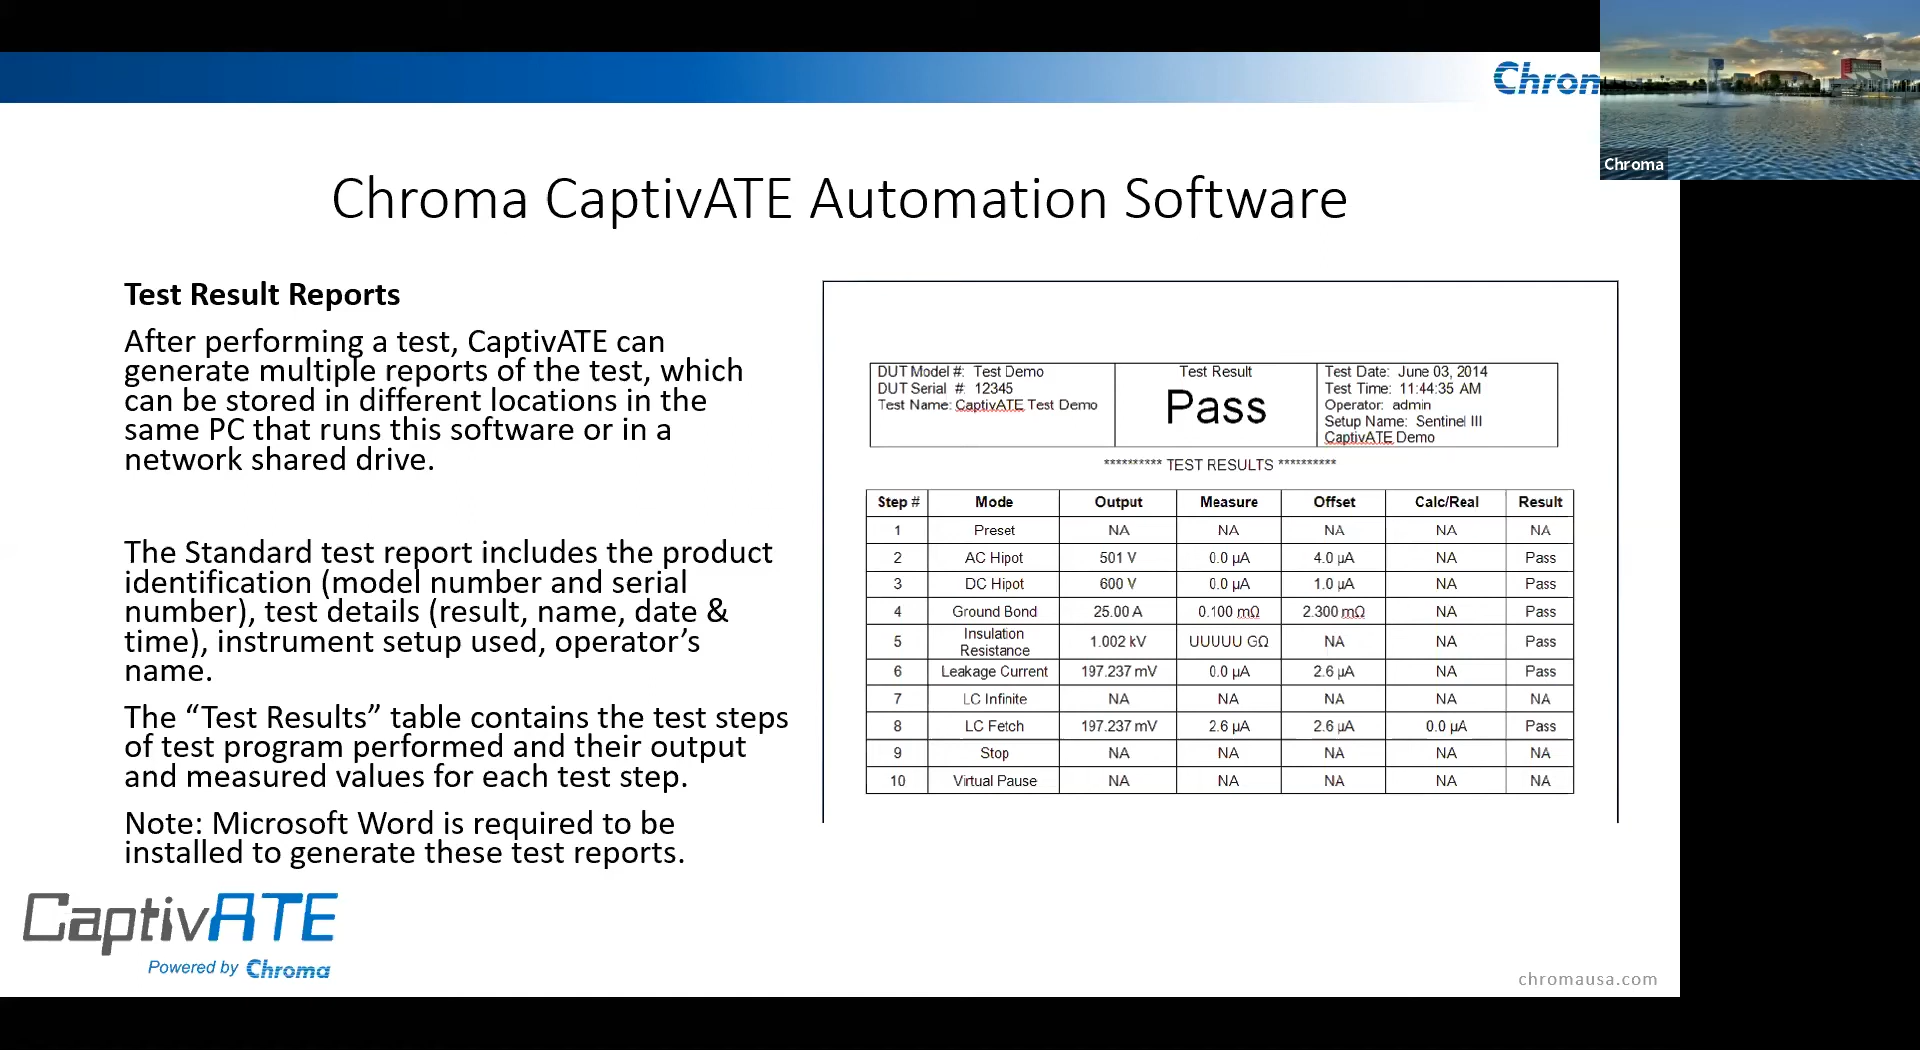 Chrom
Chroma
Chroma CaptivATE Automation Software
Test Result Reports
After performing a test, CaptivATE can
generate multiple reports of the test, which
can be stored in different locations in the
same PC that runs this software or in a
network shared drive.
The Standard test report includes the product
identification (model number and serial
number), test details (result, name, date &
time), instrument setup used, operator’s
name.
The “Test Results” table contains the test steps
of test program performed and their output
and measured values for each test step.
Note: Microsoft Word is required to be
installed to generate these test reports.
DUT Model #: Test Demo
DUT Serial #: 12345
Test Name: CaptivATE Test Demo
Test Result
Pass
Test Date: June 03, 2014
Test Time: 11:44:35 AM
Operator: admin
Setup Name: Sentinel III
CaptivATE Demo
********** TEST RESULTS **********
Step # Mode Output Measure Offset Calc/Real Result
1 Preset NA NA NA NA NA
2 AC Hipot 501 V 0.0 µA 4.0 µA NA Pass
3 DC Hipot 600 V 0.0 µA 1.0 µA NA Pass
4 Ground Bond 25.00 A 0.100 mΩ 2.300 mΩ NA Pass
5 Insulation Resistance 1.002 kV UUUUU GΩ NA NA Pass
6 Leakage Current 197.237 mV 0.0 µA 2.6 µA NA Pass
7 LC Infinite NA NA NA NA NA
8 LC Fetch 197.237 mV 2.6 µA 2.6 µA 0.0 µA Pass
9 Stop NA NA NA NA NA
10 Virtual Pause NA NA NA NA NA
CaptivATE
Powered by Chroma
chromausa.com